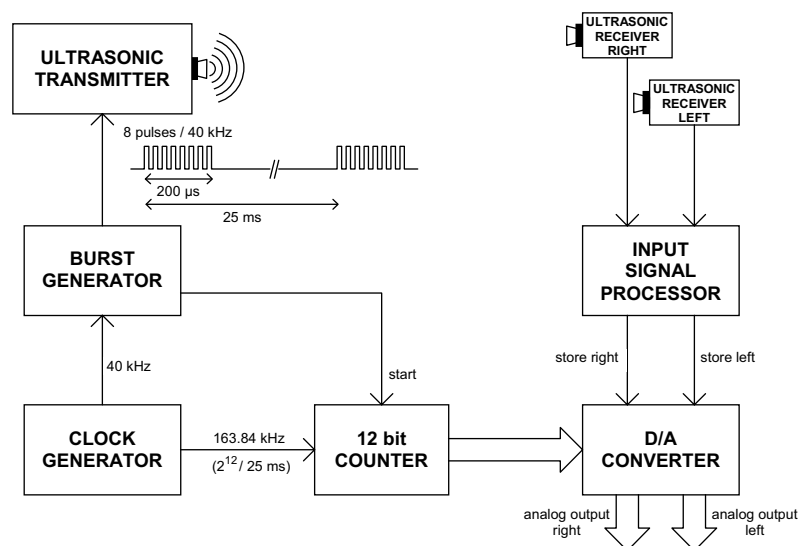 ULTRASONIC
TRANSMITTER
ULTRASONIC
RECEIVER
RIGHT
ULTRASONIC
RECEIVER
LEFT
8 pulses / 40 kHz
200 µs
25 ms
BURST
GENERATOR
INPUT
SIGNAL
PROCESSOR
40 kHz
start
store right
store left
CLOCK
GENERATOR
163.84 kHz
(2^12 / 25 ms)
12 bit
COUNTER
D/A
CONVERTER
analog output
right
analog output
left